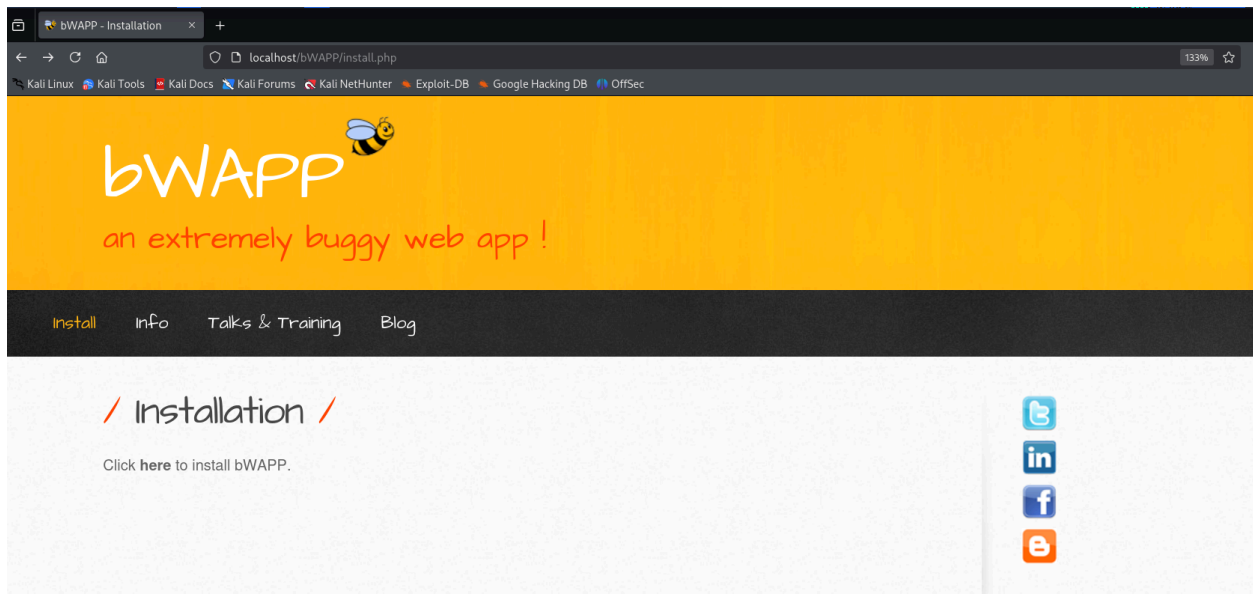 bWAPP - Installation
localhost/bWAPP/install.php
133%
Kali Linux Kali Tools Kali Docs Kali Forums Kali NetHunter Exploit-DB Google Hacking DB OffSec
bWAPP
an extremely buggy web app !
Install Info Talks & Training Blog
/ Installation /
Click here to install bWAPP.